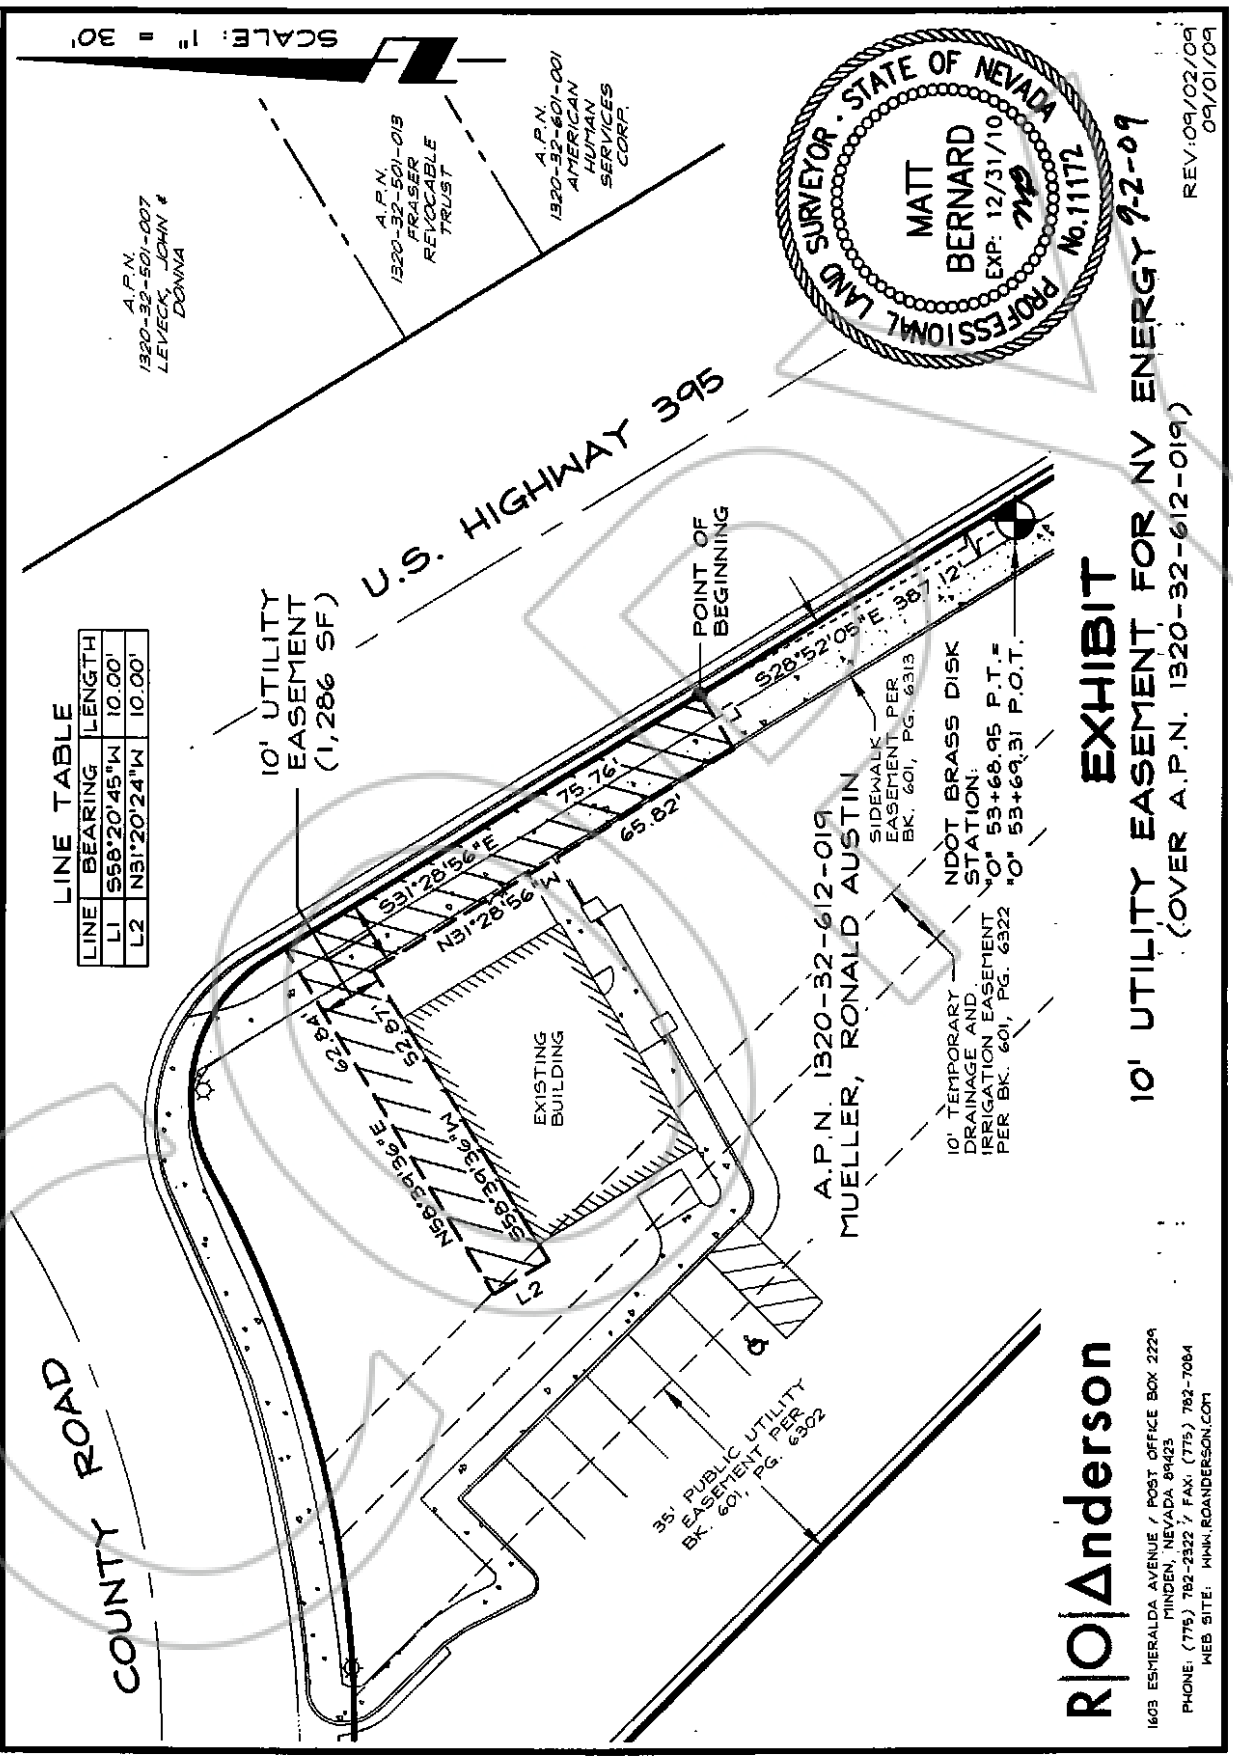 SCALE: 1" = 30'
A.P.N.
1320-32-501-007
LEVECK, JOHN &
DONNA
A.P.N.
1320-32-501-013
FRASER
REVOCABLE
TRUST
A.P.N.
1320-32-601-001
AMERICAN
HUMAN
SERVICES
CORP.
PROFESSIONAL LAND SURVEYOR · STATE OF NEVADA
MATT
BERNARD
EXP: 12/31/10
No. 11172
9-2-09
REV: 09/02/09
09/01/09
LINE TABLE
LINE BEARING LENGTH
L1 S58°20'45"W 10.00'
L2 N31°20'24"W 10.00'
10' UTILITY
EASEMENT
(1,286 SF)
U.S. HIGHWAY 395
COUNTY ROAD
POINT OF
BEGINNING
S28°52'05"E 387.12'
S31°28'56"E 75.76'
N31°28'56"W 65.82'
N58°39'36"E 62.84'
S58°39'36"W 52.87'
L2
EXISTING
BUILDING
SIDEWALK
EASEMENT PER
BK. 601, PG. 6313
NDOT BRASS DISK
STATION:
"O" 53+68.95 P.T.=
"O" 53+69.31 P.O.T.
A.P.N. 1320-32-612-019
MUELLER, RONALD AUSTIN
10' TEMPORARY
DRAINAGE AND
IRRIGATION EASEMENT
PER BK. 601, PG. 6322
35' PUBLIC UTILITY
EASEMENT PER
BK. 601, PG. 6302
EXHIBIT
10' UTILITY EASEMENT FOR NV ENERGY
(OVER A.P.N. 1320-32-612-019)
R|O|Anderson
1603 ESMERALDA AVENUE / POST OFFICE BOX 2229
MINDEN, NEVADA 89423
PHONE: (775) 782-2322 / FAX: (775) 782-7084
WEB SITE: WWW.ROANDERSON.COM
COPY